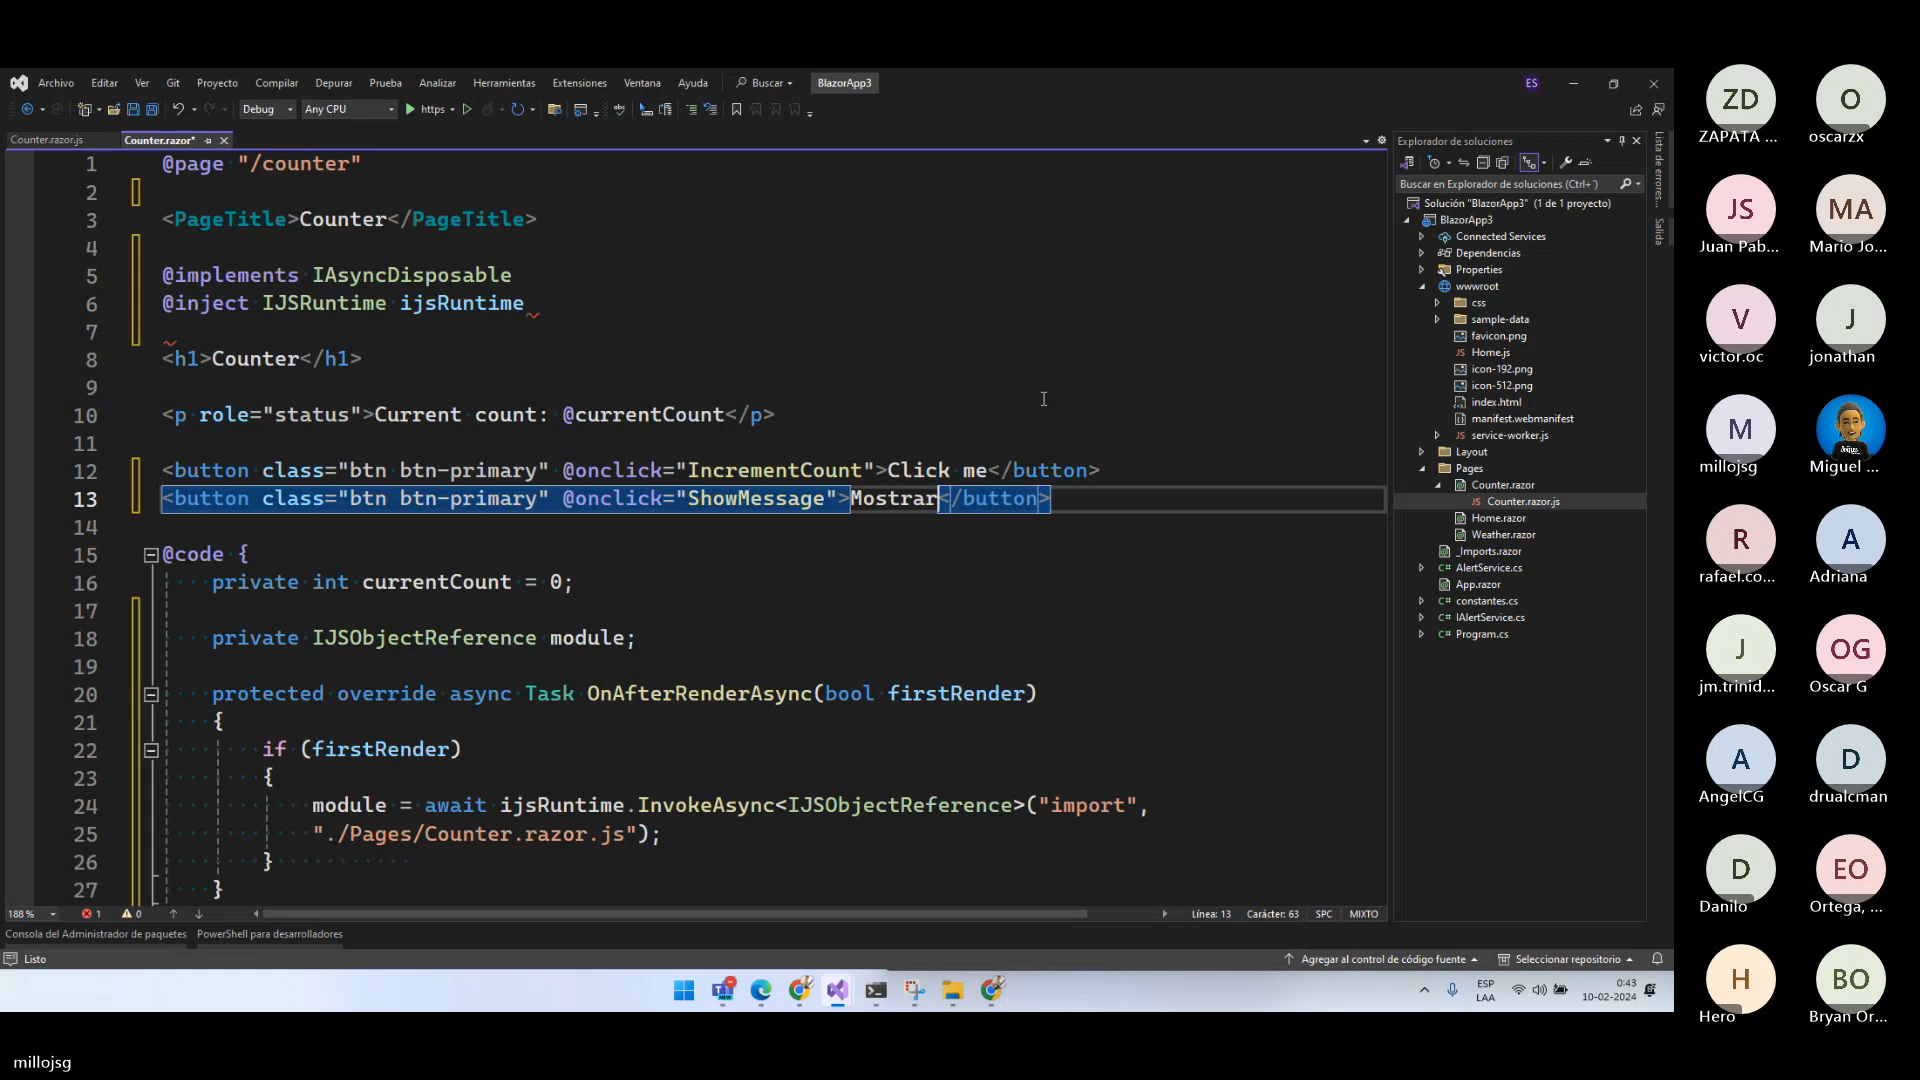 Archivo Editar Ver Git Proyecto Compilar Depurar Prueba Analizar Herramientas Extensiones Ventana Ayuda Buscar BlazorApp3 ES
Debug Any CPU https
Counter.razor.js Counter.razor*
1 @page "/counter"
2
3 <PageTitle>Counter</PageTitle>
4
5 @implements IAsyncDisposable
6 @inject IJSRuntime ijsRuntime
7
8 <h1>Counter</h1>
9
10 <p role="status">Current count: @currentCount</p>
11
12 <button class="btn btn-primary" @onclick="IncrementCount">Click me</button>
13 <button class="btn btn-primary" @onclick="ShowMessage">Mostrar</button>
14
15 @code {
16 private int currentCount = 0;
17
18 private IJSObjectReference module;
19
20 protected override async Task OnAfterRenderAsync(bool firstRender)
21 {
22 if (firstRender)
23 {
24 module = await ijsRuntime.InvokeAsync<IJSObjectReference>("import",
25 "./Pages/Counter.razor.js");
26 }
27 }
188 % 1 0 Línea: 13 Carácter: 63 SPC MIXTO
Consola del Administrador de paquetes PowerShell para desarrolladores
Listo Agregar al control de código fuente Seleccionar repositorio
Explorador de soluciones
Buscar en Explorador de soluciones (Ctrl+¨)
Solución "BlazorApp3" (1 de 1 proyecto)
BlazorApp3
Connected Services
Dependencias
Properties
wwwroot
css
sample-data
favicon.png
JS Home.js
icon-192.png
icon-512.png
index.html
manifest.webmanifest
JS service-worker.js
Layout
Pages
Counter.razor
JS Counter.razor.js
Home.razor
Weather.razor
_Imports.razor
C# AlertService.cs
App.razor
C# constantes.cs
C# IAlertService.cs
C# Program.cs
Lista de errores...
Salida
NEW
ESP
LAA
0:43
10-02-2024
ZD
ZAPATA ...
O
oscarzx
JS
Juan Pab...
MA
Mario Jo...
V
victor.oc
J
jonathan
M
millojsg
Miguel ...
R
rafael.co...
A
Adriana
J
jm.trinid...
OG
Oscar G
A
AngelCG
D
drualcman
D
Danilo
EO
Ortega, ...
H
Hero
BO
Bryan Or...
millojsg